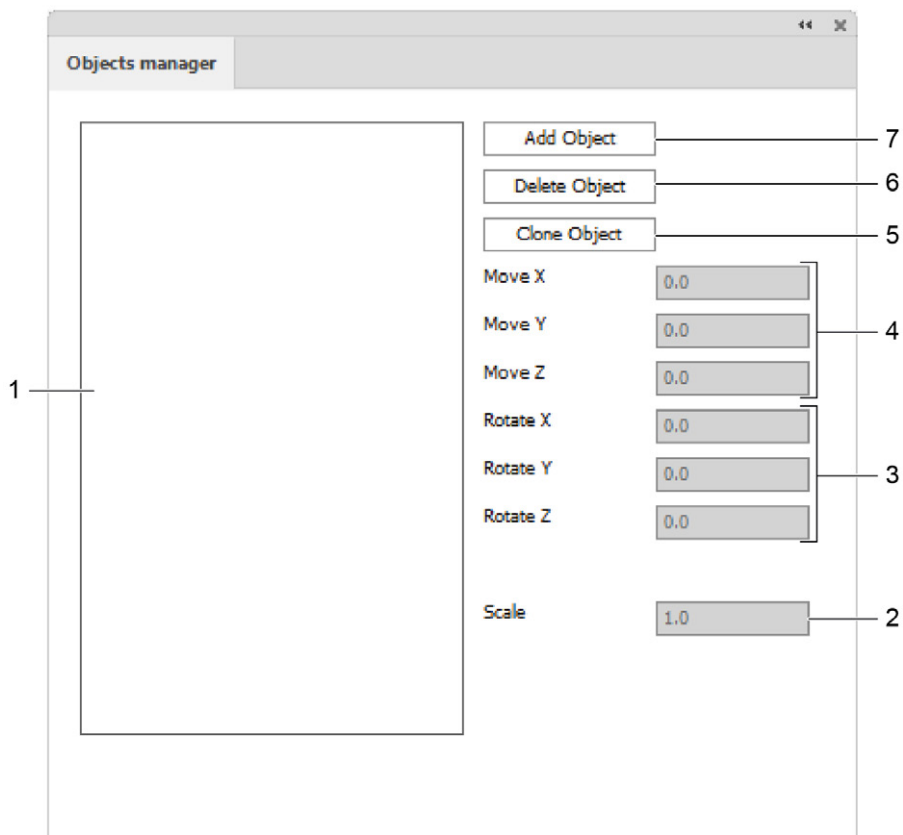 Objects manager
Add Object 7
Delete Object 6
Clone Object 5
Move X 0.0
Move Y 0.0 4
Move Z 0.0
1
Rotate X 0.0
Rotate Y 0.0 3
Rotate Z 0.0
Scale 1.0 2